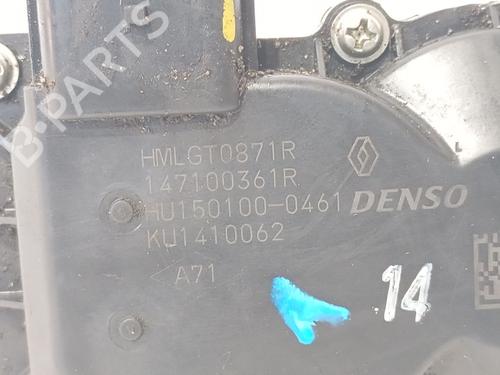 B-PARTS
HMLGT0871R
147100361R
HU150100-0461 DENSO
KU1410062
<A71
14